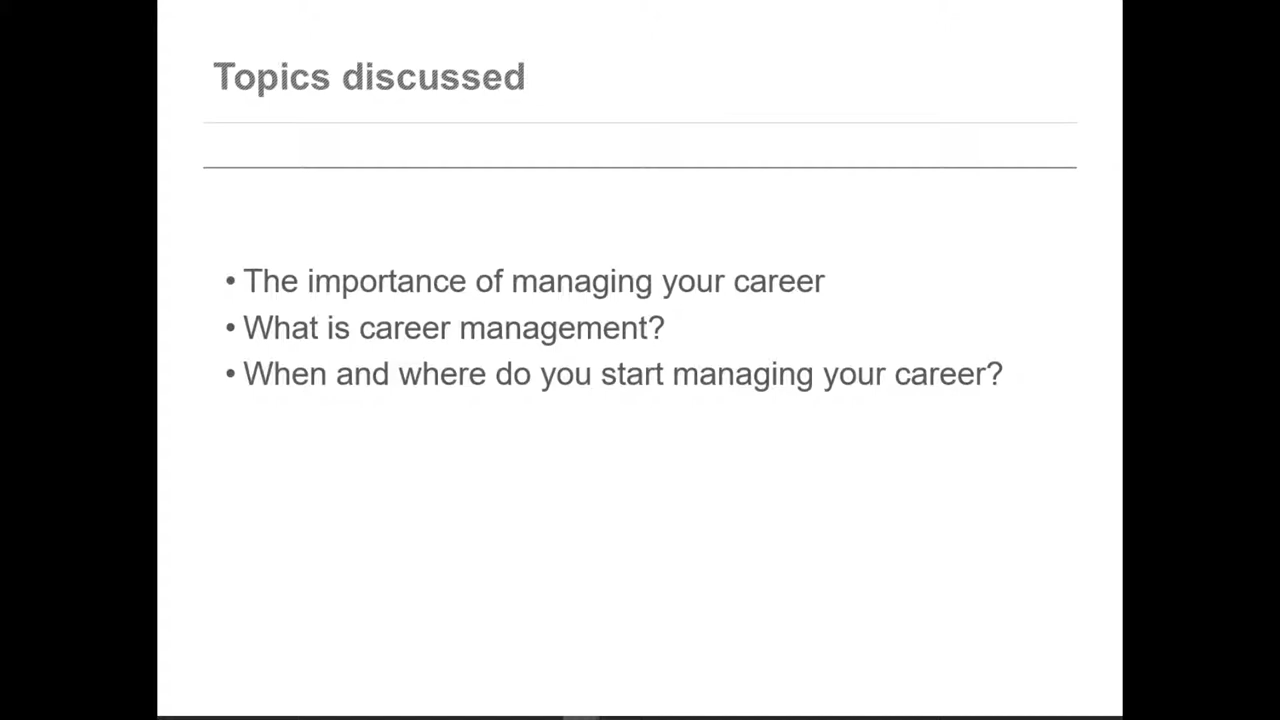 Topics discussed
• The importance of managing your career
• What is career management?
• When and where do you start managing your career?